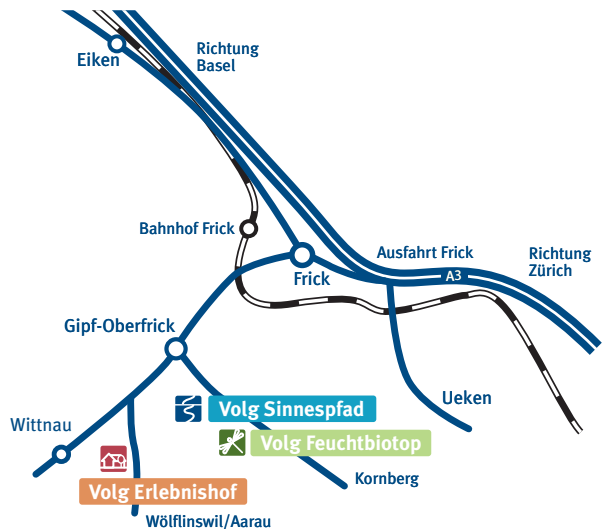 Richtung
Basel
Eiken
Bahnhof Frick
Ausfahrt Frick
Richtung
Zürich
A3
Frick
Gipf-Oberfrick
Volg Sinnespfad
Ueken
Wittnau
Volg Feuchtbiotop
Kornberg
Volg Erlebnishof
Wölflinswil/Aarau